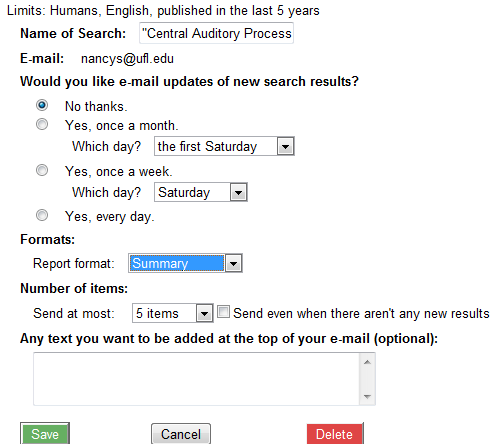 Limits: Humans, English, published in the last 5 years
Name of Search: "Central Auditory Process
E-mail: nancys@ufl.edu
Would you like e-mail updates of new search results?
No thanks.
Yes, once a month.
Which day? the first Saturday
Yes, once a week.
Which day? Saturday
Yes, every day.
Formats:
Report format: Summary
Number of items:
Send at most: 5 items Send even when there aren't any new results
Any text you want to be added at the top of your e-mail (optional):
Save Cancel Delete